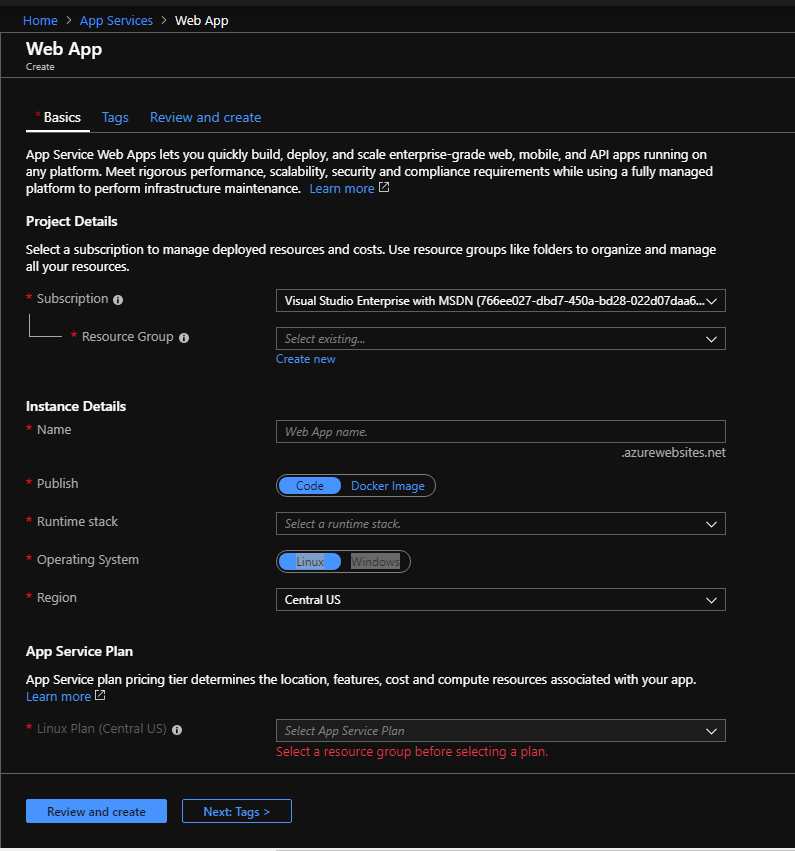 Home > App Services > Web App
Web App
Create
* Basics Tags Review and create
App Service Web Apps lets you quickly build, deploy, and scale enterprise-grade web, mobile, and API apps running on
any platform. Meet rigorous performance, scalability, security and compliance requirements while using a fully managed
platform to perform infrastructure maintenance. Learn more
Project Details
Select a subscription to manage deployed resources and costs. Use resource groups like folders to organize and manage
all your resources.
* Subscription Visual Studio Enterprise with MSDN (766ee027-dbd7-450a-bd28-022d07daa6...
* Resource Group Select existing...
Create new
Instance Details
* Name Web App name.
.azurewebsites.net
* Publish Code Docker Image
* Runtime stack Select a runtime stack.
* Operating System Linux Windows
* Region Central US
App Service Plan
App Service plan pricing tier determines the location, features, cost and compute resources associated with your app.
Learn more
* Linux Plan (Central US) Select App Service Plan
Select a resource group before selecting a plan.
Review and create Next: Tags >